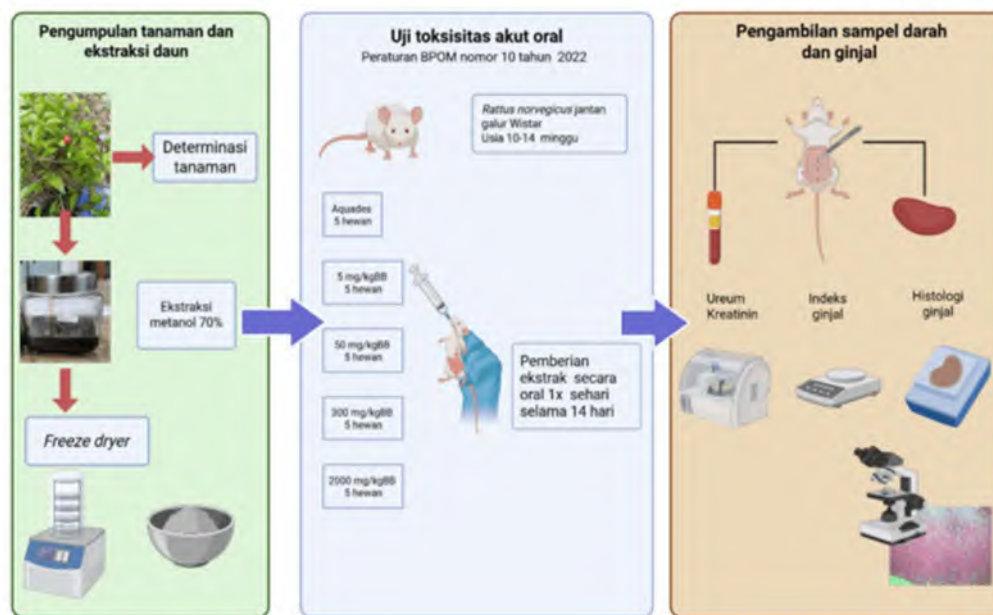 Pengumpulan tanaman dan
ekstraksi daun
Determinasi
tanaman
Ekstraksi
metanol 70%
Freeze dryer
Uji toksisitas akut oral
Peraturan BPOM nomor 10 tahun 2022
Rattus norvegicus jantan
galur Wistar
Usia 10-14 minggu
Aquades
5 hewan
5 mg/kgBB
5 hewan
50 mg/kgBB
5 hewan
300 mg/kgBB
5 hewan
2000 mg/kgBB
5 hewan
Pemberian
ekstrak secara
oral 1x sehari
selama 14 hari
Pengambilan sampel darah
dan ginjal
Ureum
Kreatinin
Indeks
ginjal
Histologi
ginjal